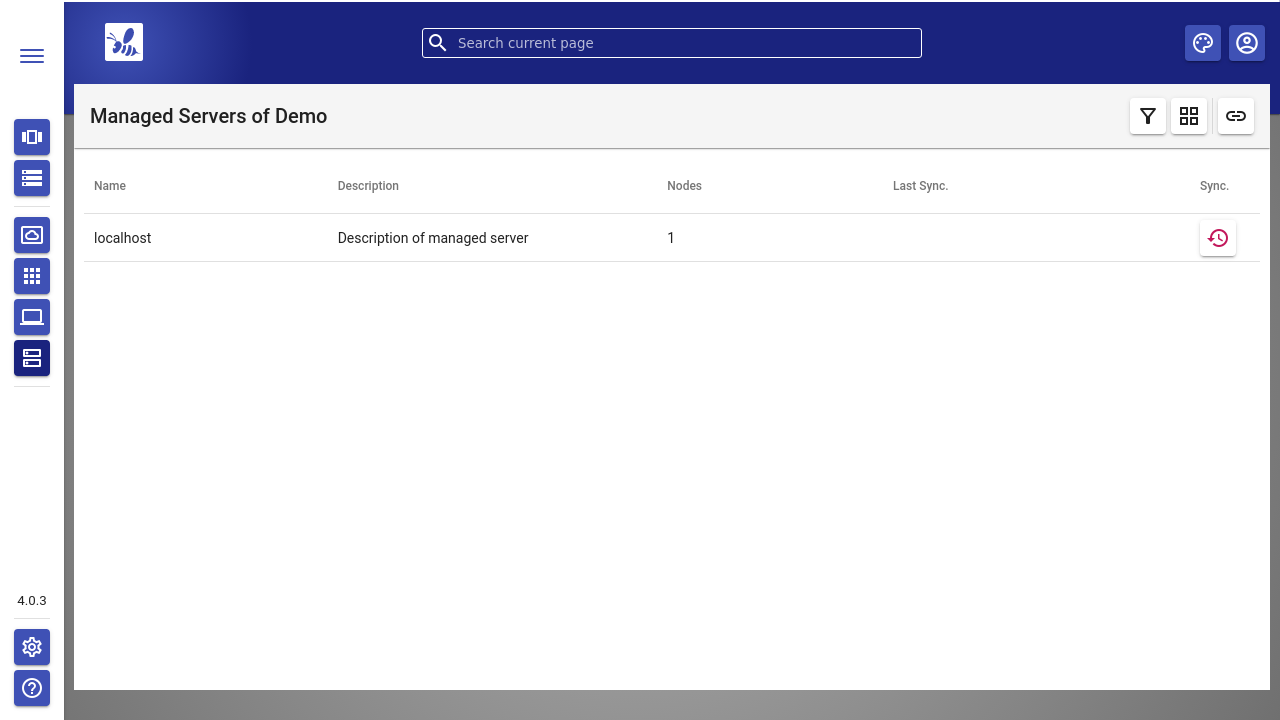 Search current page
Managed Servers of Demo
Name Description Nodes Last Sync. Sync.
localhost Description of managed server 1
4.0.3